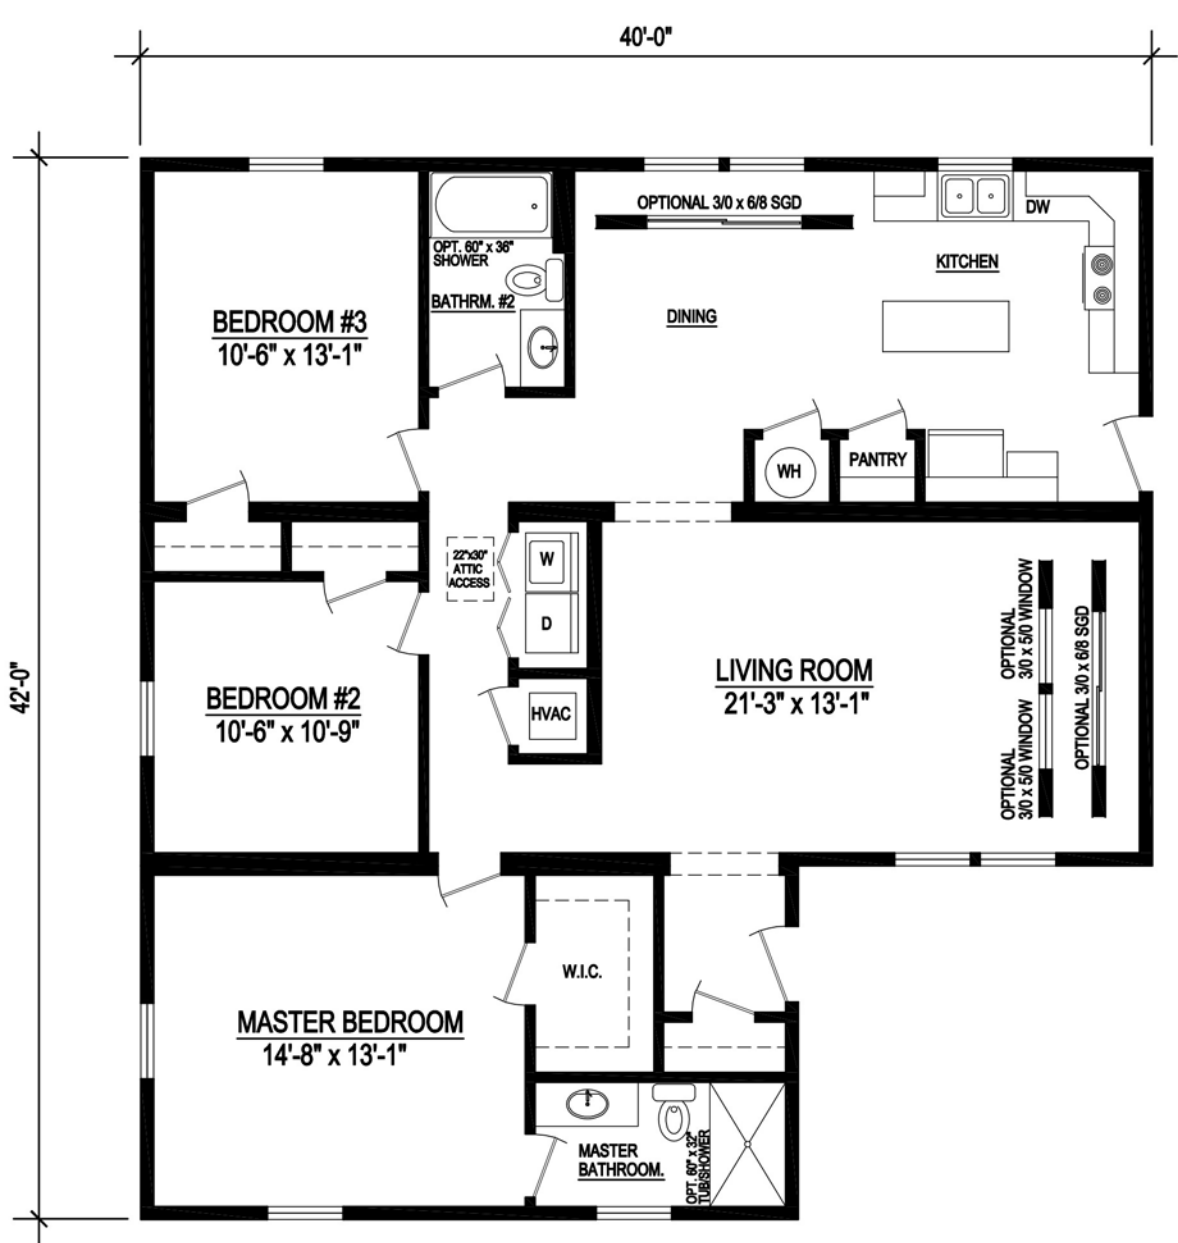 40'-0"
42'-0"
OPTIONAL 3/0 x 6/8 SGD
DW
OPT. 60" x 36"
SHOWER
KITCHEN
BATHRM. #2
DINING
BEDROOM #3
10'-6" x 13'-1"
WH
PANTRY
22"x30"
ATTIC
ACCESS
W
D
OPTIONAL
3/0 x 5/0 WINDOW
OPTIONAL 3/0 x 6/8 SGD
LIVING ROOM
21'-3" x 13'-1"
BEDROOM #2
10'-6" x 10'-9"
HVAC
OPTIONAL
3/0 x 5/0 WINDOW
W.I.C.
MASTER BEDROOM
14'-8" x 13'-1"
MASTER
BATHROOM.
OPT. 60" x 32"
TUB/SHOWER